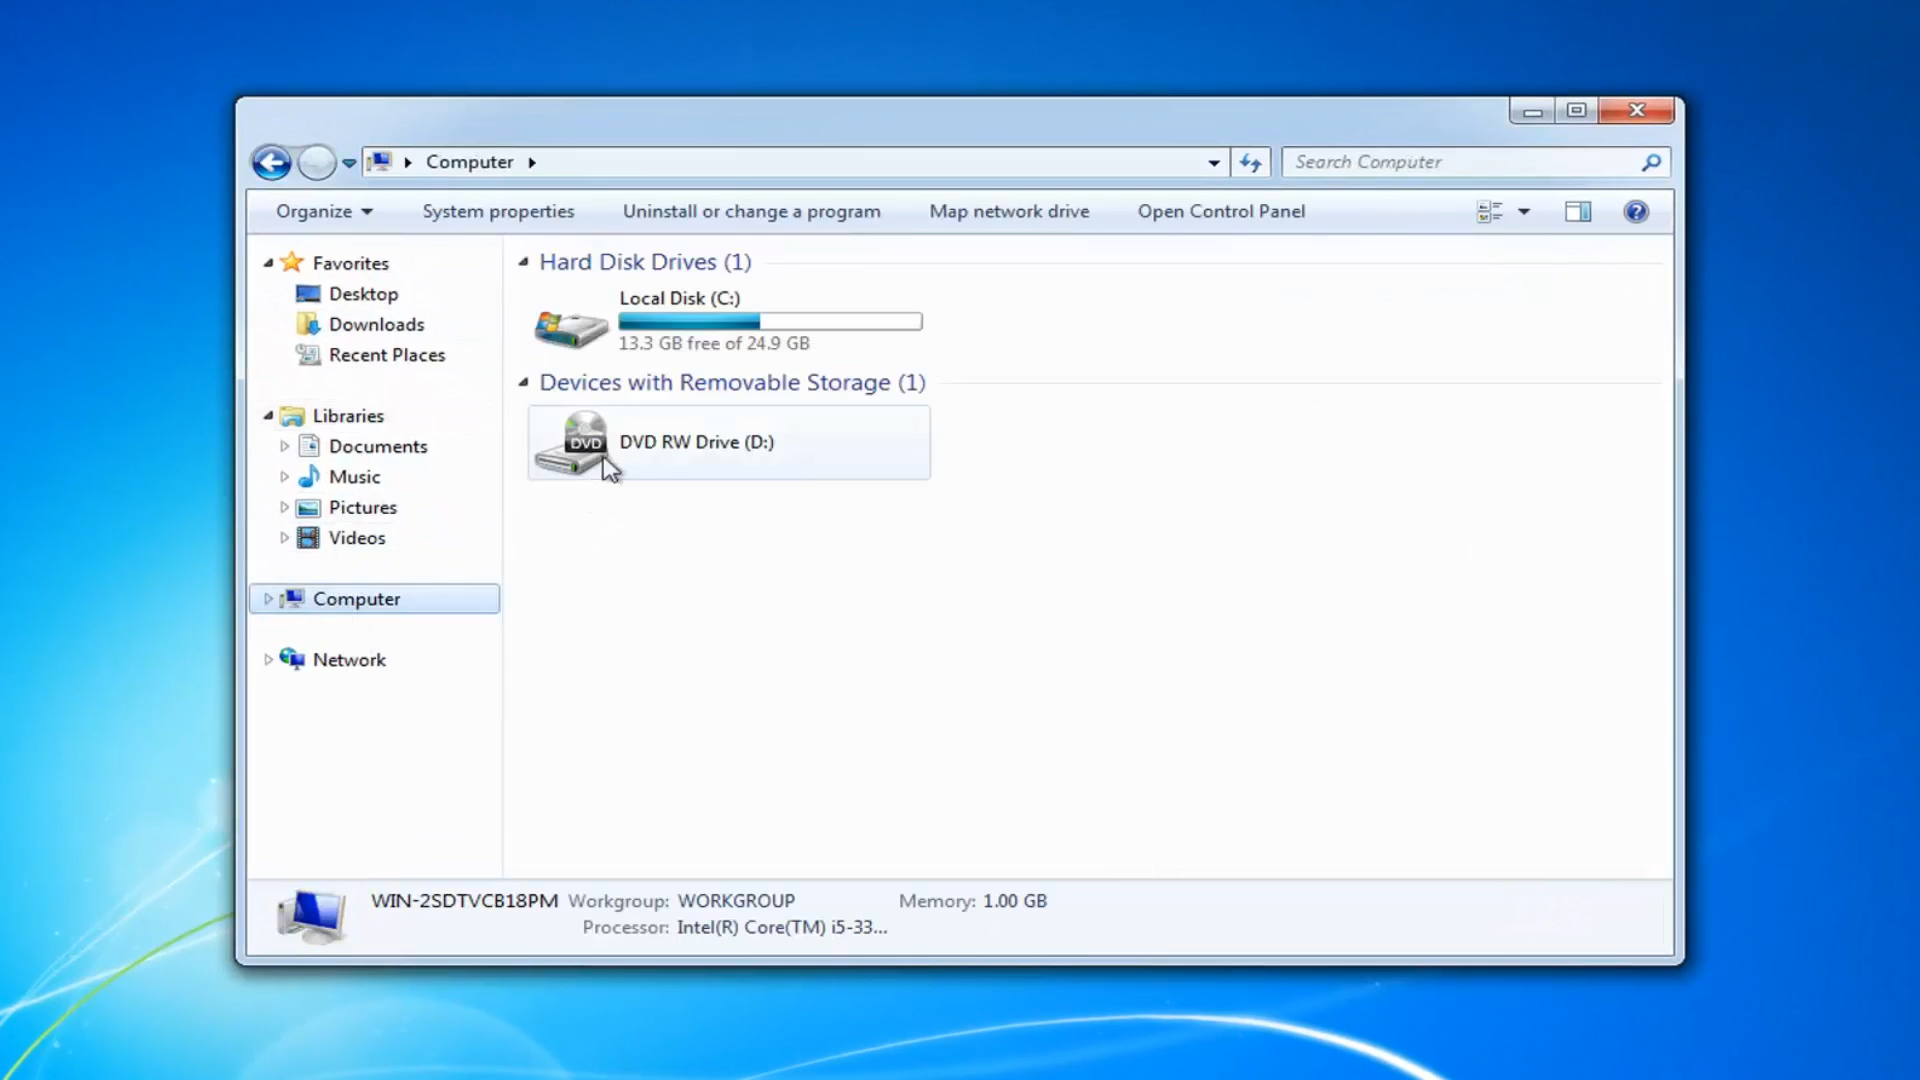 Computer
Search Computer
Organize
System properties
Uninstall or change a program
Map network drive
Open Control Panel
Favorites
Desktop
Downloads
Recent Places
Libraries
Documents
Music
Pictures
Videos
Computer
Network
Hard Disk Drives (1)
Local Disk (C:)
13.3 GB free of 24.9 GB
Devices with Removable Storage (1)
DVD
DVD RW Drive (D:)
WIN-2SDTVCB18PM Workgroup: WORKGROUP Memory: 1.00 GB
Processor: Intel(R) Core(TM) i5-33...